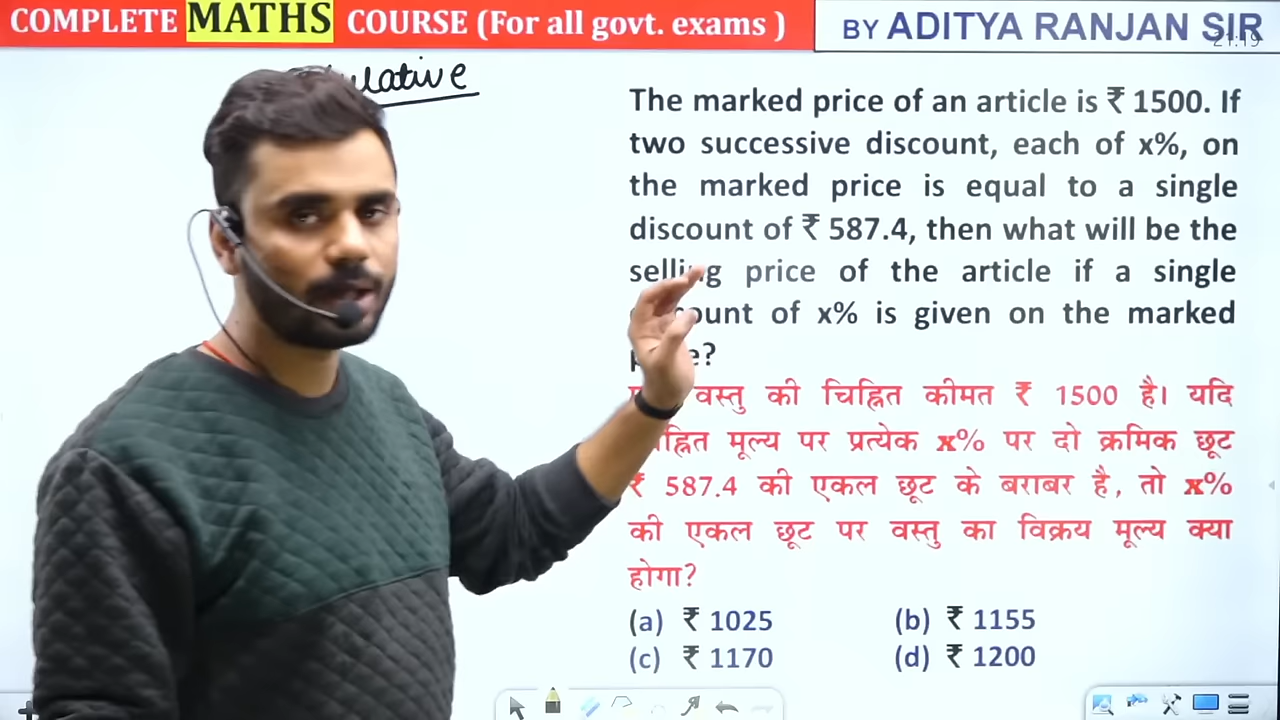 COMPLETE MATHS COURSE (For all govt. exams )
BY ADITYA RANJAN SIR
21:19
The marked price of an article is ₹ 1500. If
two successive discount, each of x%, on
the marked price is equal to a single
discount of ₹ 587.4, then what will be the
selling price of the article if a single
of x% is given on the marked
वस्तु की चिह्नित कीमत ₹ 1500 है। यदि
मूल्य पर प्रत्येक x% पर दो क्रमिक छूट
₹ 587.4 की एकल छूट के बराबर है, तो x%
की एकल छूट पर वस्तु का विक्रय मूल्य क्या
होगा?
(a) ₹ 1025 (b) ₹ 1155
(c) ₹ 1170 (d) ₹ 1200